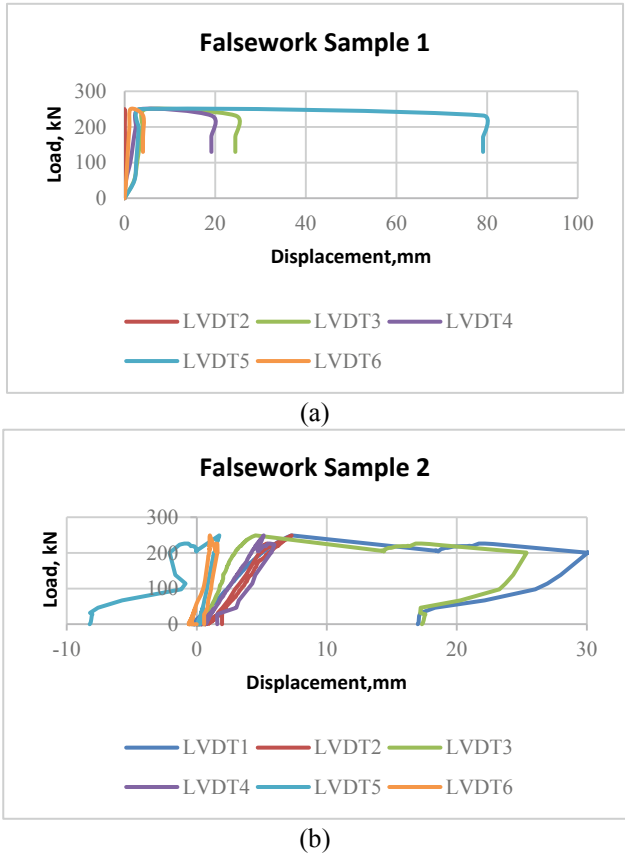 Falsework Sample 1
Load, kN
300
200
100
0
0 20 40 60 80 100
Displacement,mm
LVDT2 LVDT3 LVDT4
LVDT5 LVDT6
(a)
Falsework Sample 2
Load, kN
300
200
100
0
-10 0 10 20 30
Displacement,mm
LVDT1 LVDT2 LVDT3
LVDT4 LVDT5 LVDT6
(b)